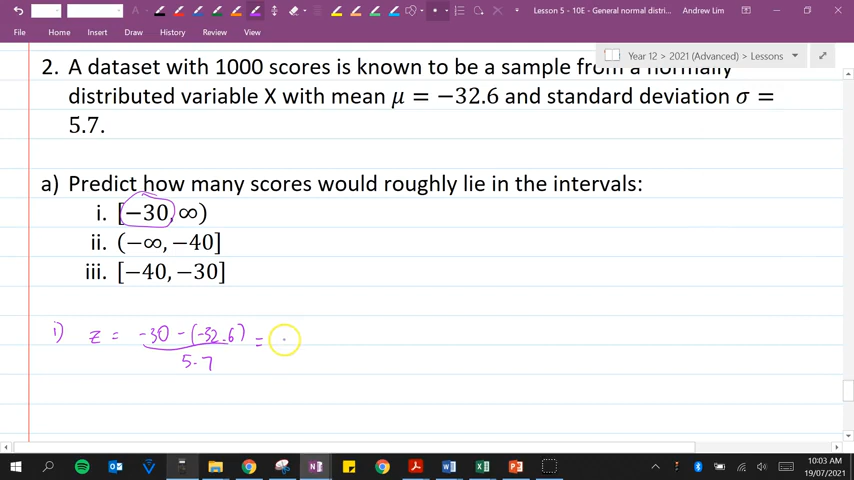 Lesson 5 - 10E - General normal distri...
Andrew Lim
File
Home
Insert
Draw
History
Review
View
Year 12 > 2021 (Advanced) > Lessons
2. A dataset with 1000 scores is known to be a sample from a normally
distributed variable X with mean μ = −32.6 and standard deviation σ =
5.7.
a) Predict how many scores would roughly lie in the intervals:
i. [−30, ∞)
ii. (−∞, −40]
iii. [−40, −30]
i) z = -30 - (-32.6) =
5.7
10:03 AM
19/07/2021